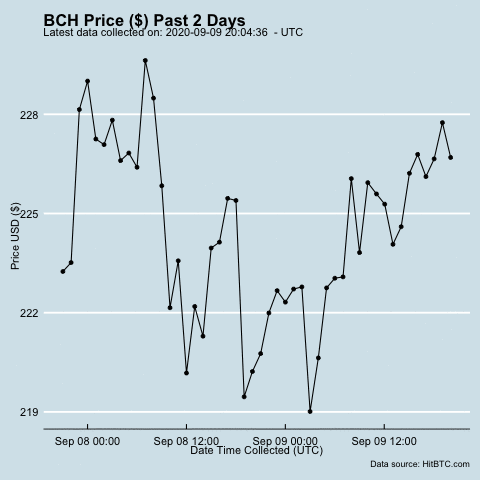 BCH Price ($) Past 2 Days
Latest data collected on: 2020-09-09 20:04:36  - UTC
228
225
222
219
Price USD ($)
Sep 08 00:00 Sep 08 12:00 Sep 09 00:00 Sep 09 12:00
Date Time Collected (UTC)
Data source: HitBTC.com